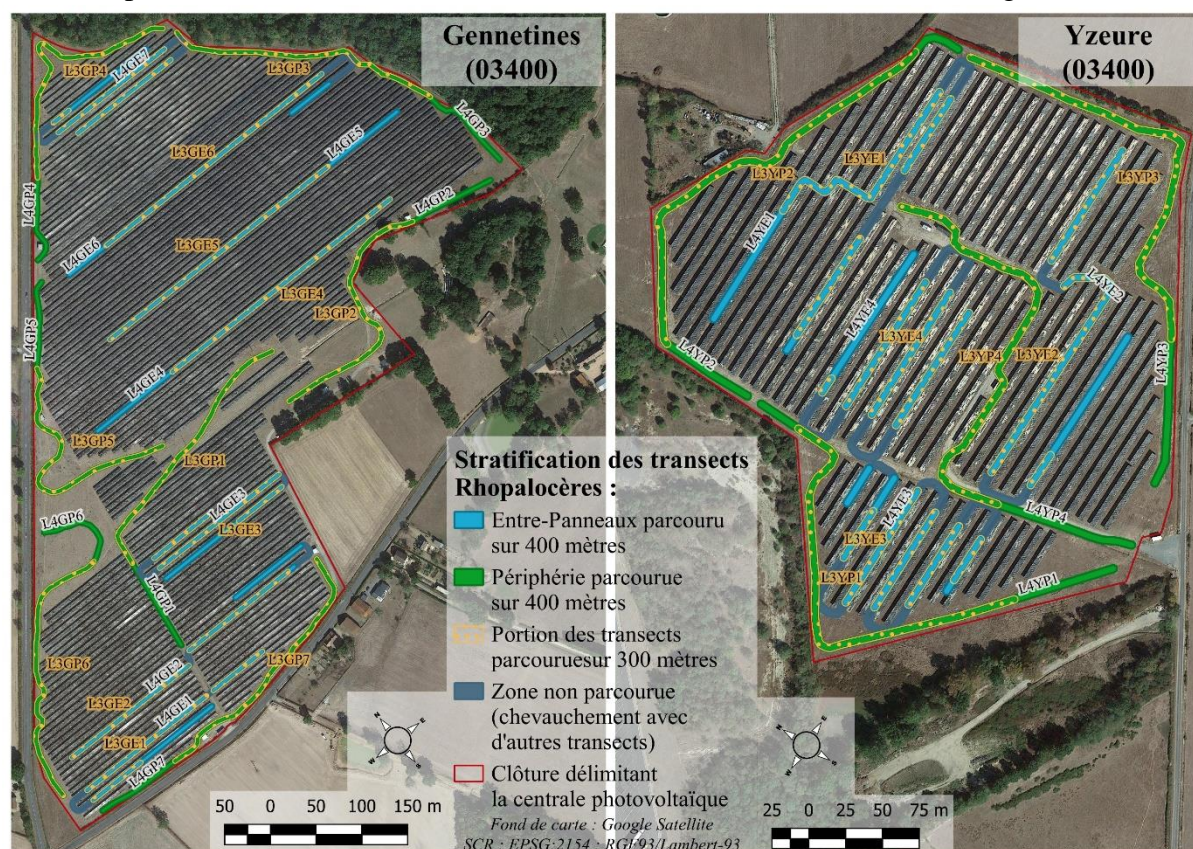 Gennetines
(03400)
Yzeure
(03400)
L3GP4
L4GE7
L3GP3
L4GP3
L3GE6
L4GE5
L4GP4
L4GP2
L4GE6
L3GE5
L3GE4
L3GP2
L4GP5
L4GE4
L3GP5
L3GP1
L4GP6
L4GE3
L3GE3
L4GP1
L3GP6
L4GE2
L3GP7
L3GE2
L4GE1
L3GE1
L4GP7
L3YP2
L3YE1
L3YP3
L4YE1
L4YE2
L4YE4
L3YE4
L3YP4
L3YE2
L4YP3
L4YP2
L4YE3
L4YP4
L3YE3
L3YP1
L4YP1
Stratification des transects
Rhopalocères :
Entre-Panneaux parcouru
sur 400 mètres
Périphérie parcourue
sur 400 mètres
Portion des transects
parcouruesur 300 mètres
Zone non parcourue
(chevauchement avec
d'autres transects)
Clôture délimitant
la centrale photovoltaïque
Fond de carte : Google Satellite
SCR : EPSG:2154 : RGF93/Lambert-93
N
E
S
W
N
E
S
W
50 0 50 100 150 m
25 0 25 50 75 m